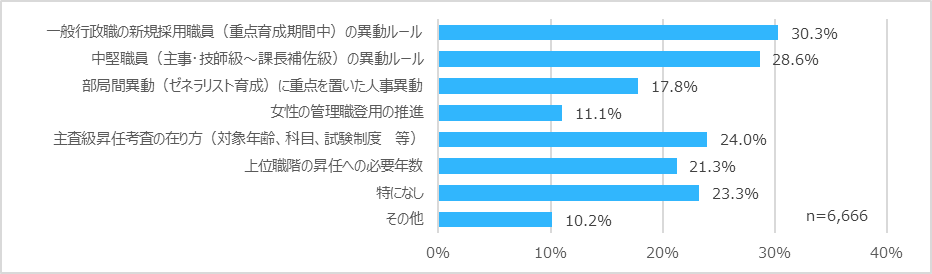 一般行政職の新規採用職員（重点育成期間中）の異動ルール 30.3%
中堅職員（主事・技師級～課長補佐級）の異動ルール 28.6%
部局間異動（ゼネラリスト育成）に重点を置いた人事異動 17.8%
女性の管理職登用の推進 11.1%
主査級昇任考査の在り方（対象年齢、科目、試験制度　等） 24.0%
上位職階の昇任への必要年数 21.3%
特になし 23.3%
その他 10.2%
n=6,666
0% 10% 20% 30% 40%